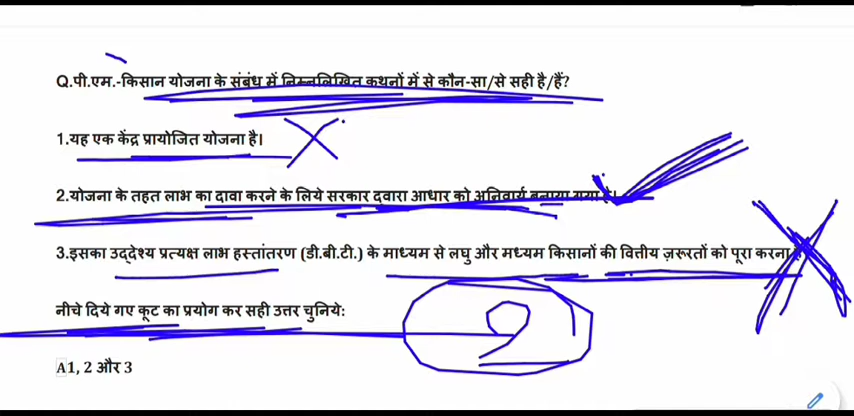 Q.पी.एम.-किसान योजना के संबंध में निम्नलिखित कथनों में से कौन-सा/से सही है/हैं?
1.यह एक केंद्र प्रायोजित योजना है।
2.योजना के तहत लाभ का दावा करने के लिये सरकार द्वारा आधार को अनिवार्य बनाया गया है।
3.इसका उद्देश्य प्रत्यक्ष लाभ हस्तांतरण (डी.बी.टी.) के माध्यम से लघु और मध्यम किसानों की वित्तीय ज़रूरतों को पूरा करना है
नीचे दिये गए कूट का प्रयोग कर सही उत्तर चुनिये:
2
A1, 2 और 3